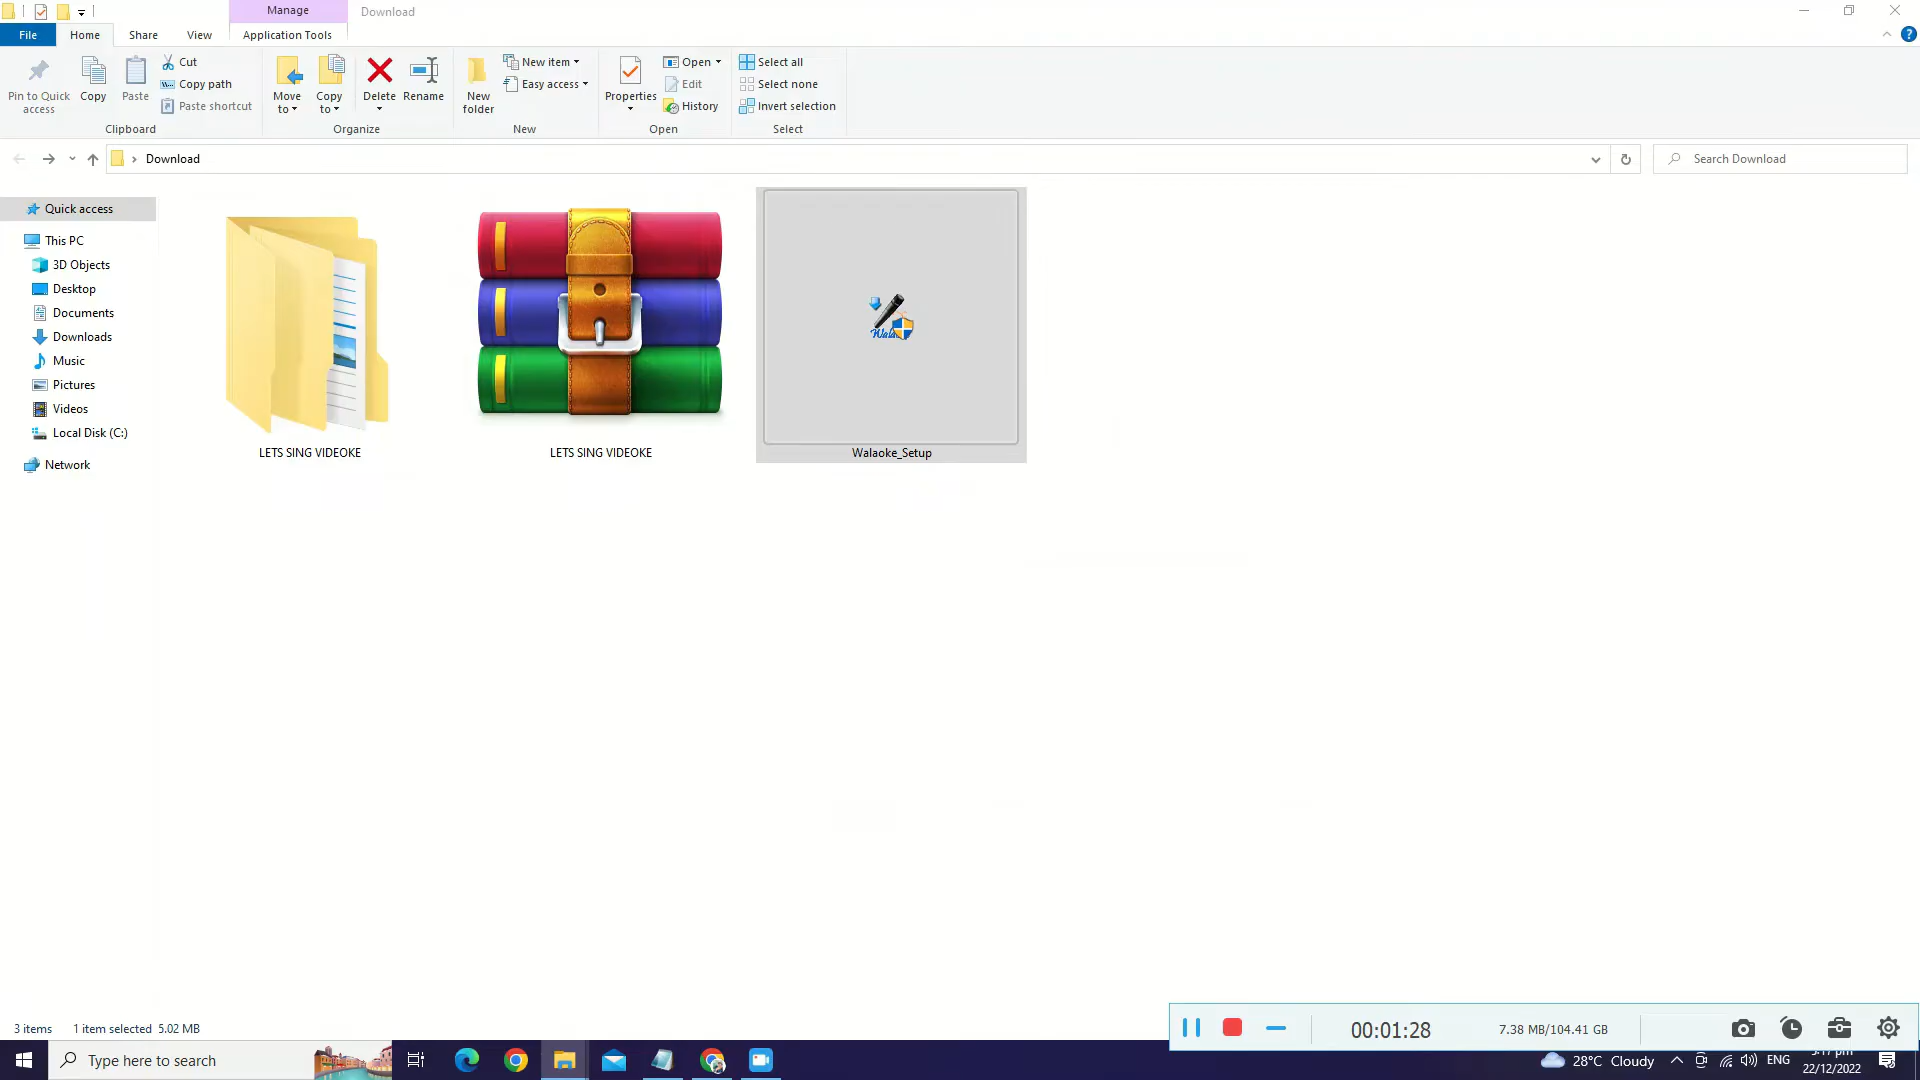 Manage
Download
File
Home
Share
View
Application Tools
Pin to Quick
access
Copy
Paste
Cut
Copy path
Paste shortcut
Clipboard
Move
to
Copy
to
Delete
Rename
Organize
New
folder
New item
Easy access
New
Properties
Open
Edit
History
Open
Select all
Select none
Invert selection
Select
Download
Search Download
Quick access
This PC
3D Objects
Desktop
Documents
Downloads
Music
Pictures
Videos
Local Disk (C:)
Network
LETS SING VIDEOKE
LETS SING VIDEOKE
Walaoke_Setup
3 items
1 item selected 5.02 MB
00:01:28
7.38 MB/104.41 GB
Type here to search
28°C Cloudy
ENG
22/12/2022